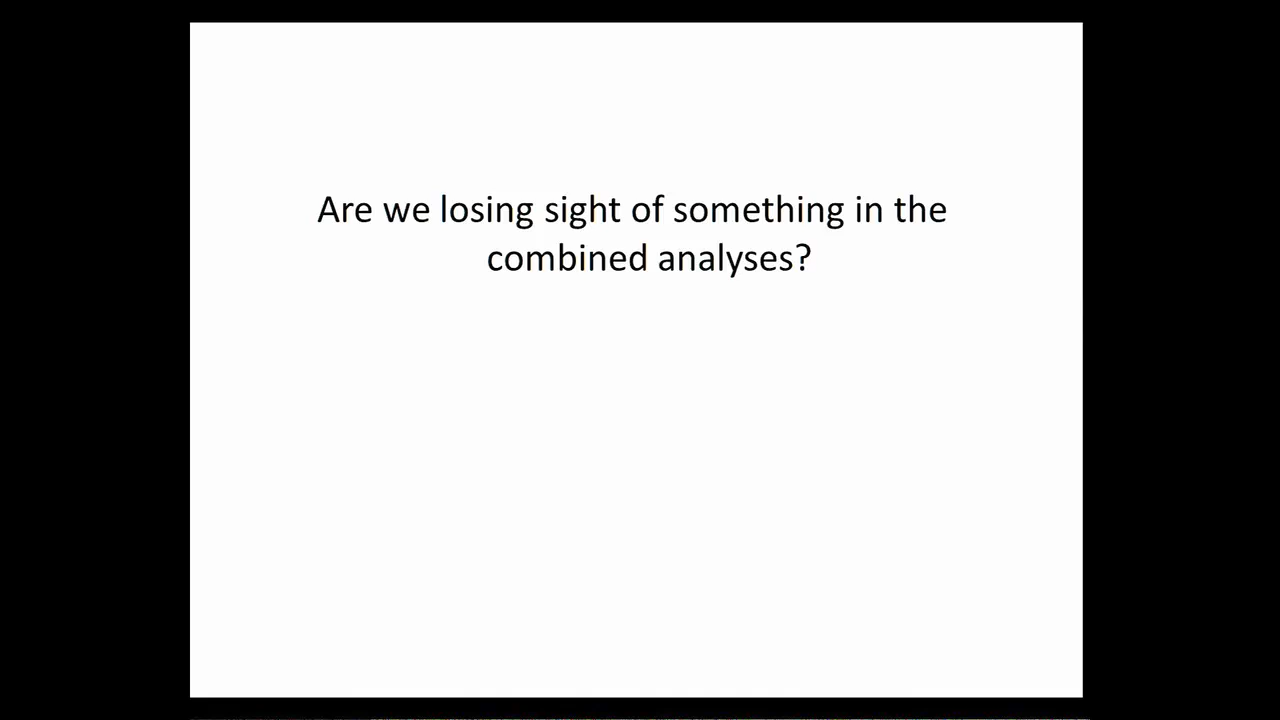 Are we losing sight of something in the
combined analyses?